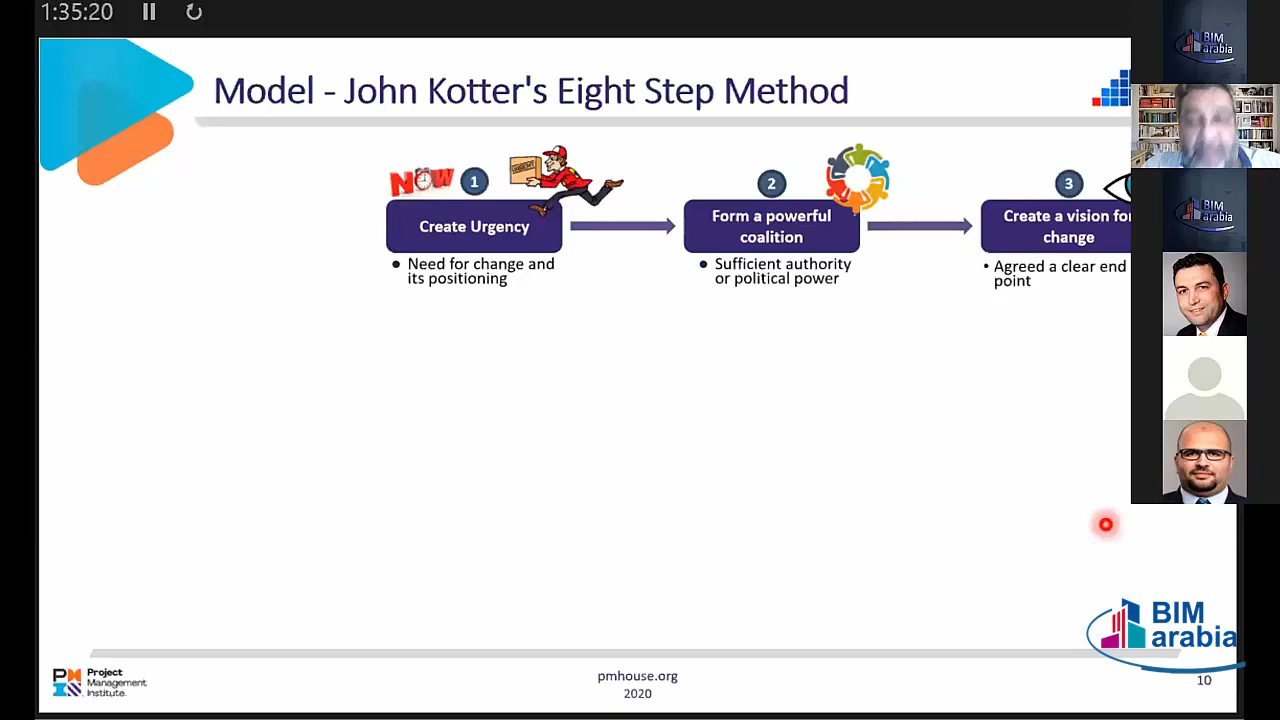 1:35:20
Model - John Kotter's Eight Step Method
NOW
1
2
3
Create Urgency
Form a powerful
coalition
Create a vision for
change
• Need for change and
its positioning
• Sufficient authority
or political power
• Agreed a clear end
point
BIM
arabia
BIM
arabia
BIM
arabia
Project
Management
Institute.
pmhouse.org
2020
10